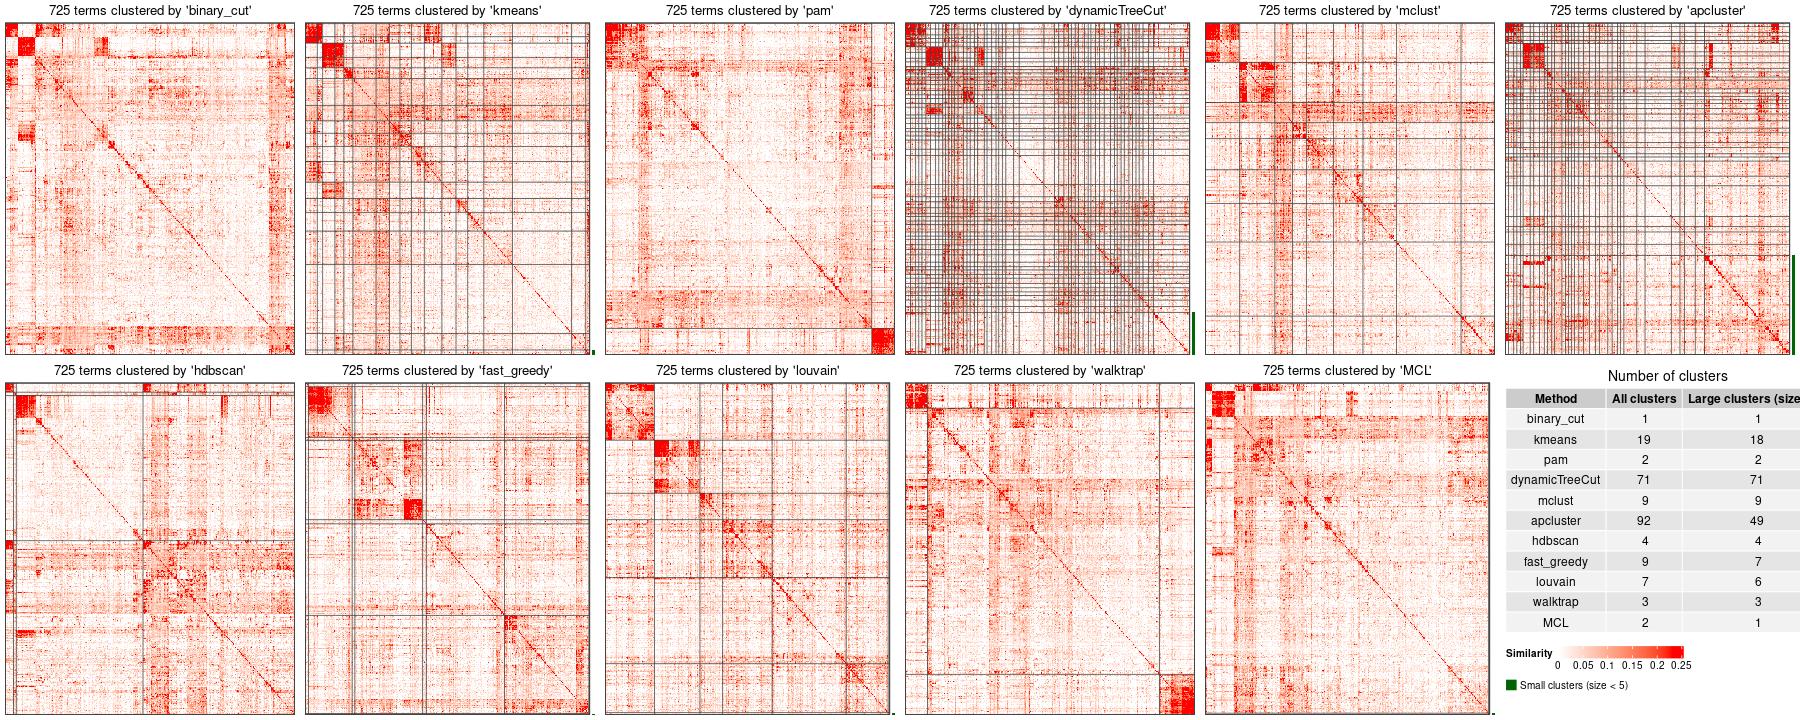 725 terms clustered by 'binary_cut'
725 terms clustered by 'kmeans'
725 terms clustered by 'pam'
725 terms clustered by 'dynamicTreeCut'
725 terms clustered by 'mclust'
725 terms clustered by 'apcluster'
725 terms clustered by 'hdbscan'
725 terms clustered by 'fast_greedy'
725 terms clustered by 'louvain'
725 terms clustered by 'walktrap'
725 terms clustered by 'MCL'
Number of clusters
Method All clusters Large clusters (size
binary_cut 1 1
kmeans 19 18
pam 2 2
dynamicTreeCut 71 71
mclust 9 9
apcluster 92 49
hdbscan 4 4
fast_greedy 9 7
louvain 7 6
walktrap 3 3
MCL 2 1
Similarity
0 0.05 0.1 0.15 0.2 0.25
Small clusters (size < 5)